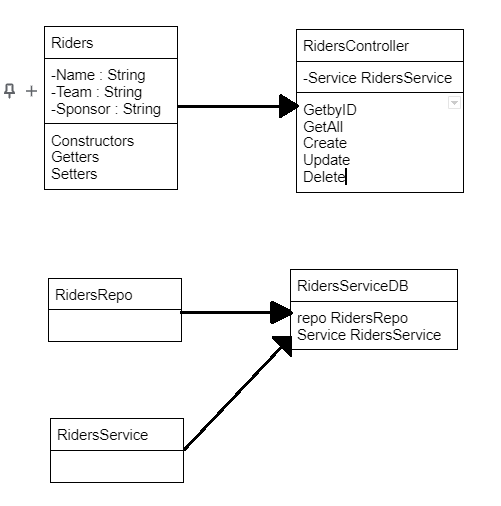 Riders
-Name : String
-Team : String
-Sponsor : String
Constructors
Getters
Setters
RidersController
-Service RidersService
GetbyID
GetAll
Create
Update
Delete
RidersRepo
RidersServiceDB
repo RidersRepo
Service RidersService
RidersService